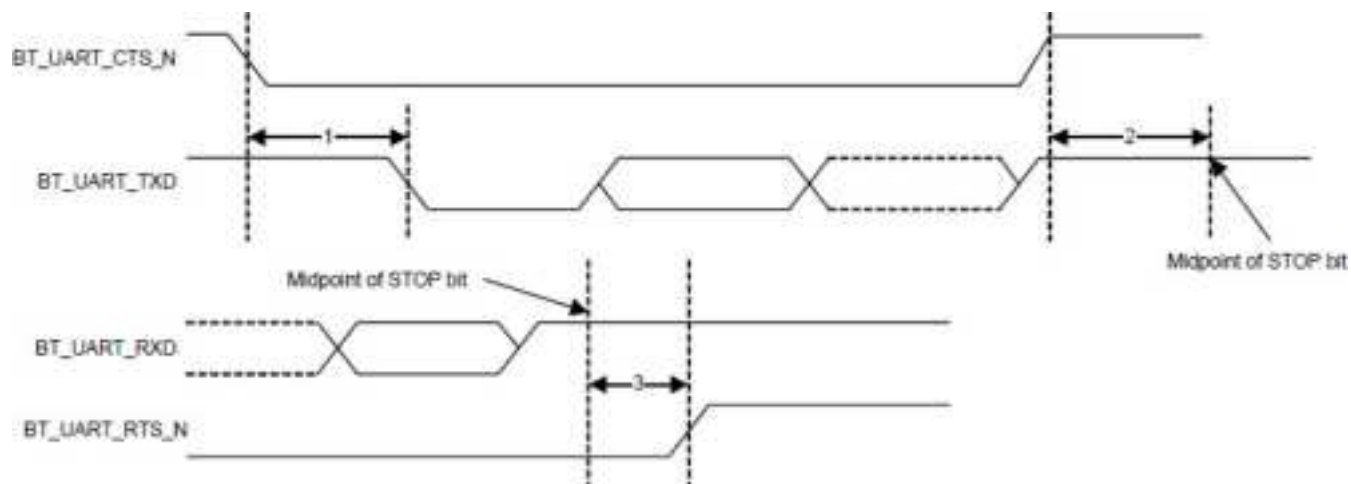 BT_UART_CTS_N
1
2
BT_UART_TXD
Midpoint of STOP bit
Midpoint of STOP bit
BT_UART_RXD
3
BT_UART_RTS_N